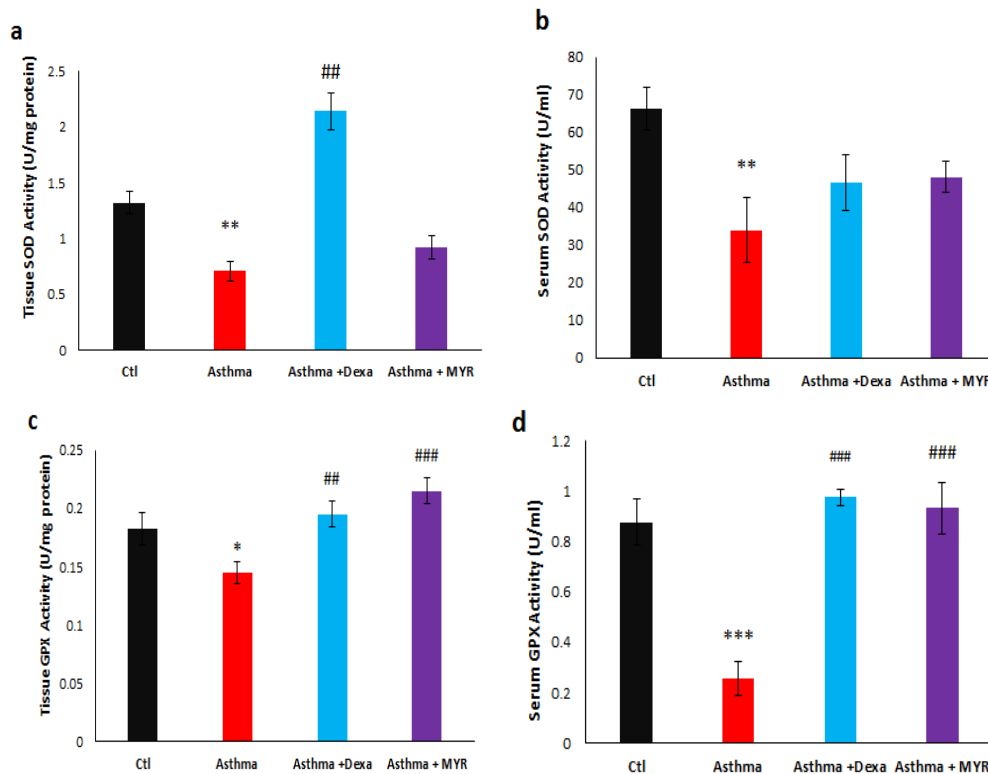 a
Tissue SOD Activity (U/mg protein)
2.5
2
1.5
1
0.5
0
**
##
Ctl
Asthma
Asthma +Dexa
Asthma + MYR
b
Serum SOD Activity (U/ml)
80
70
60
50
40
30
20
10
0
**
Ctl
Asthma
Asthma +Dexa
Asthma + MYR
c
Tissue GPX Activity (U/mg protein)
0.25
0.2
0.15
0.1
0.05
0
*
##
###
Ctl
Asthma
Asthma +Dexa
Asthma + MYR
d
Serum GPX Activity (U/ml)
1.2
1
0.8
0.6
0.4
0.2
0
***
###
###
Ctl
Asthma
Asthma +Dexa
Asthma + MYR